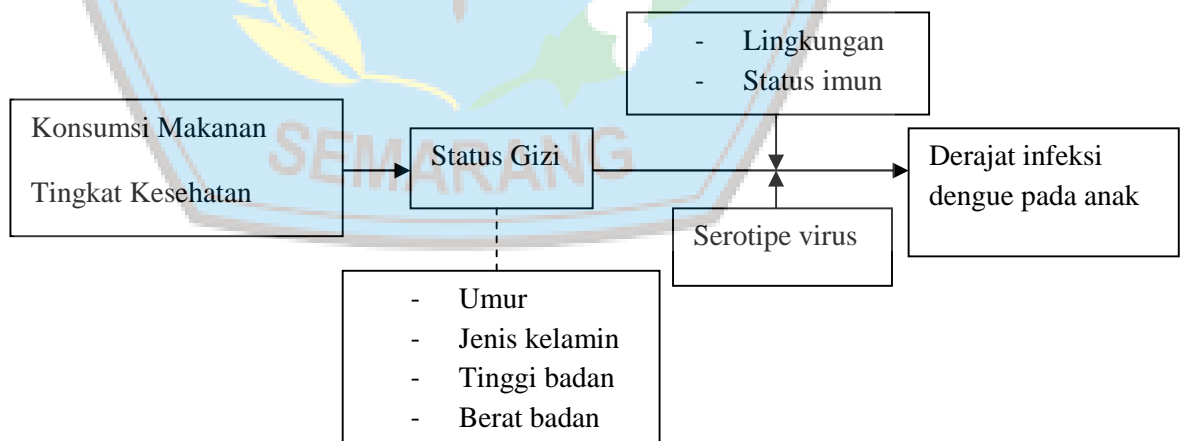 - Lingkungan
- Status imun
Konsumsi Makanan
Tingkat Kesehatan
SEMARANG
Status Gizi
Derajat infeksi
dengue pada anak
Serotipe virus
- Umur
- Jenis kelamin
- Tinggi badan
- Berat badan